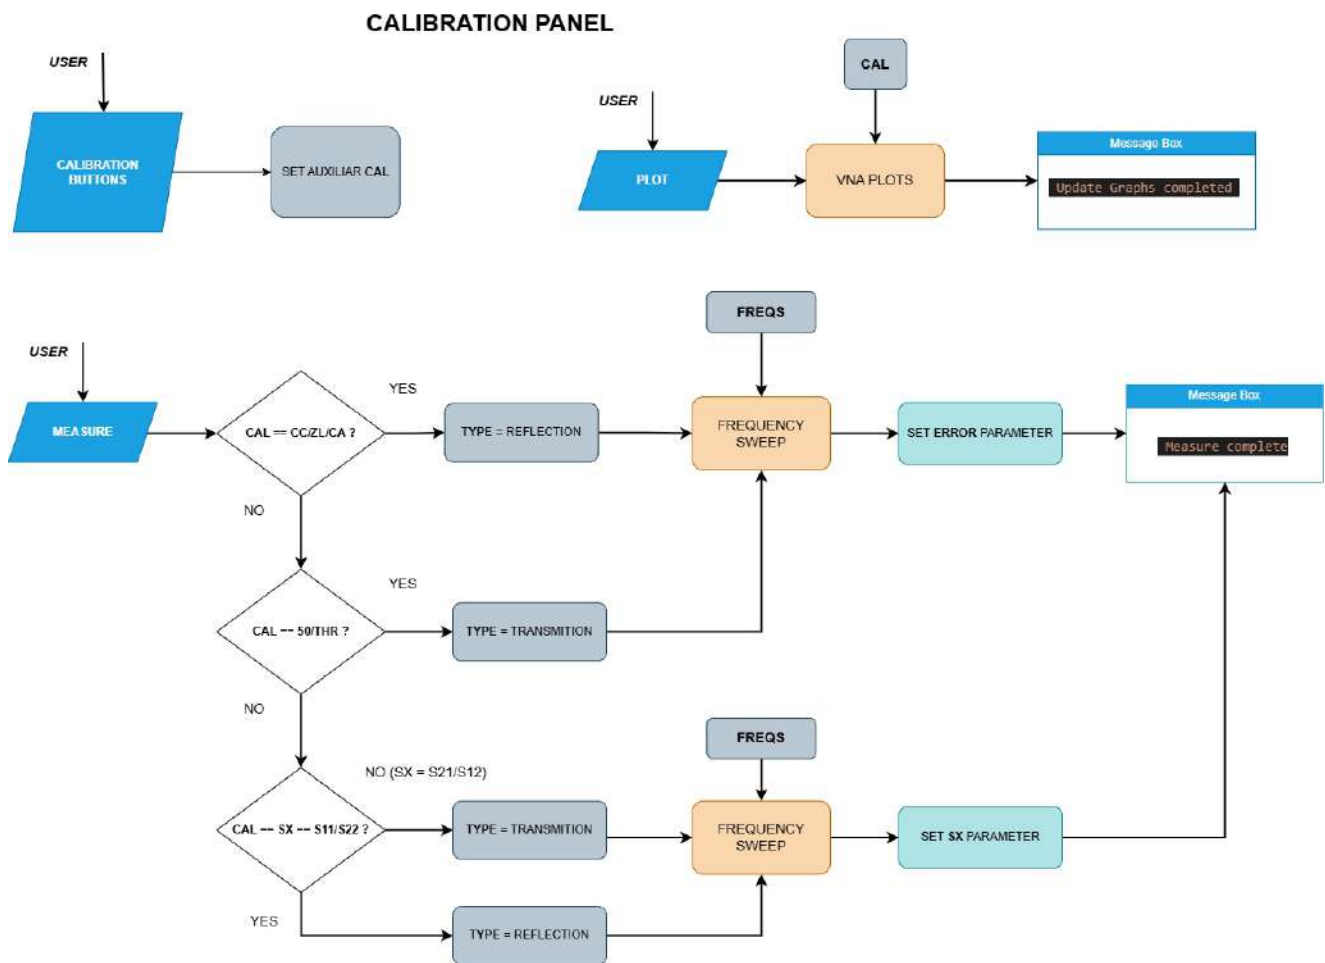 CALIBRATION PANEL
USER
CALIBRATION
BUTTONS
SET AUXILIAR CAL
USER
PLOT
CAL
VNA PLOTS
Message Box
Update Graphs completed
USER
MEASURE
CAL == CC/ZL/CA ?
YES
TYPE = REFLECTION
FREQS
FREQUENCY
SWEEP
SET ERROR PARAMETER
Message Box
Measure complete
NO
CAL == 50/THR ?
YES
TYPE = TRANSMITION
NO
CAL == SX == S11/S22 ?
NO (SX = S21/S12)
TYPE = TRANSMITION
FREQS
FREQUENCY
SWEEP
SET SX PARAMETER
YES
TYPE = REFLECTION